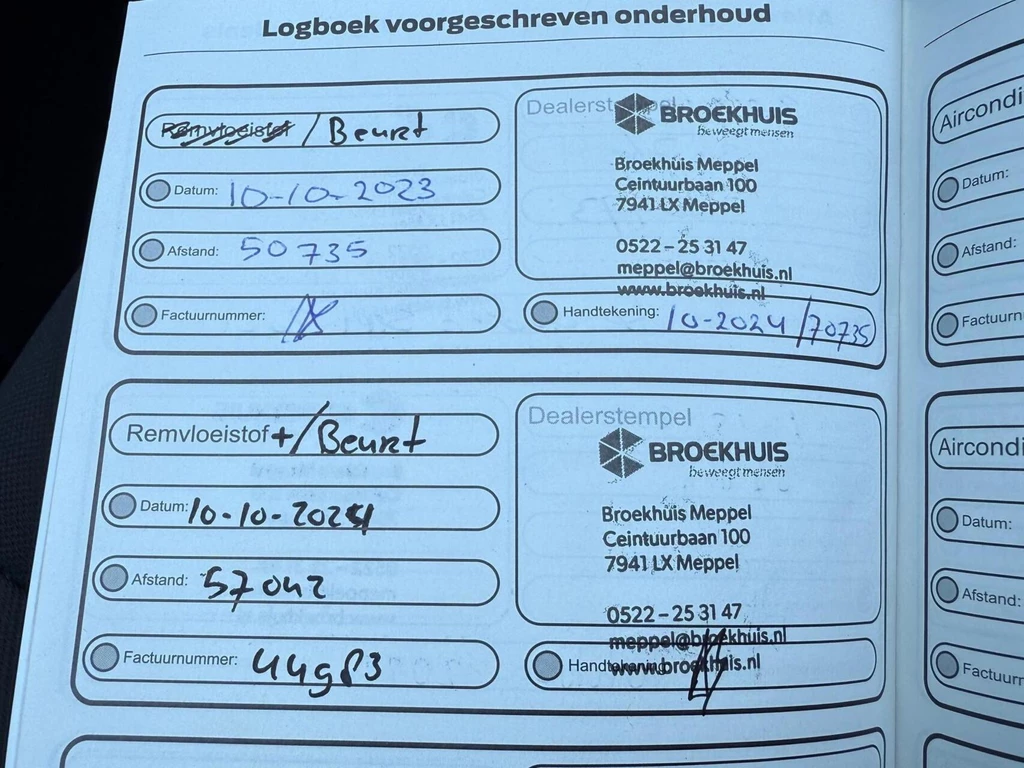 Logboek voorgeschreven onderhoud
Remvloeistof / Beurt
Datum: 10-10-2023
Afstand: 50735
Factuurnummer:
Dealerstempel
BROEKHUIS
beweegt mensen
Broekhuis Meppel
Ceintuurbaan 100
7941 LX Meppel
0522 – 25 31 47
meppel@broekhuis.nl
www.broekhuis.nl
Handtekening: 10-2024 / 70735
Remvloeistof + / Beurt
Datum: 10-10-2024
Afstand: 57042
Factuurnummer: 44983
Dealerstempel
BROEKHUIS
beweegt mensen
Broekhuis Meppel
Ceintuurbaan 100
7941 LX Meppel
0522 – 25 31 47
meppel@broekhuis.nl
Handtekening
www.broekhuis.nl
Aircondi
Datum:
Afstand:
Factuurn
Aircondi
Datum:
Afstand:
Factuurr